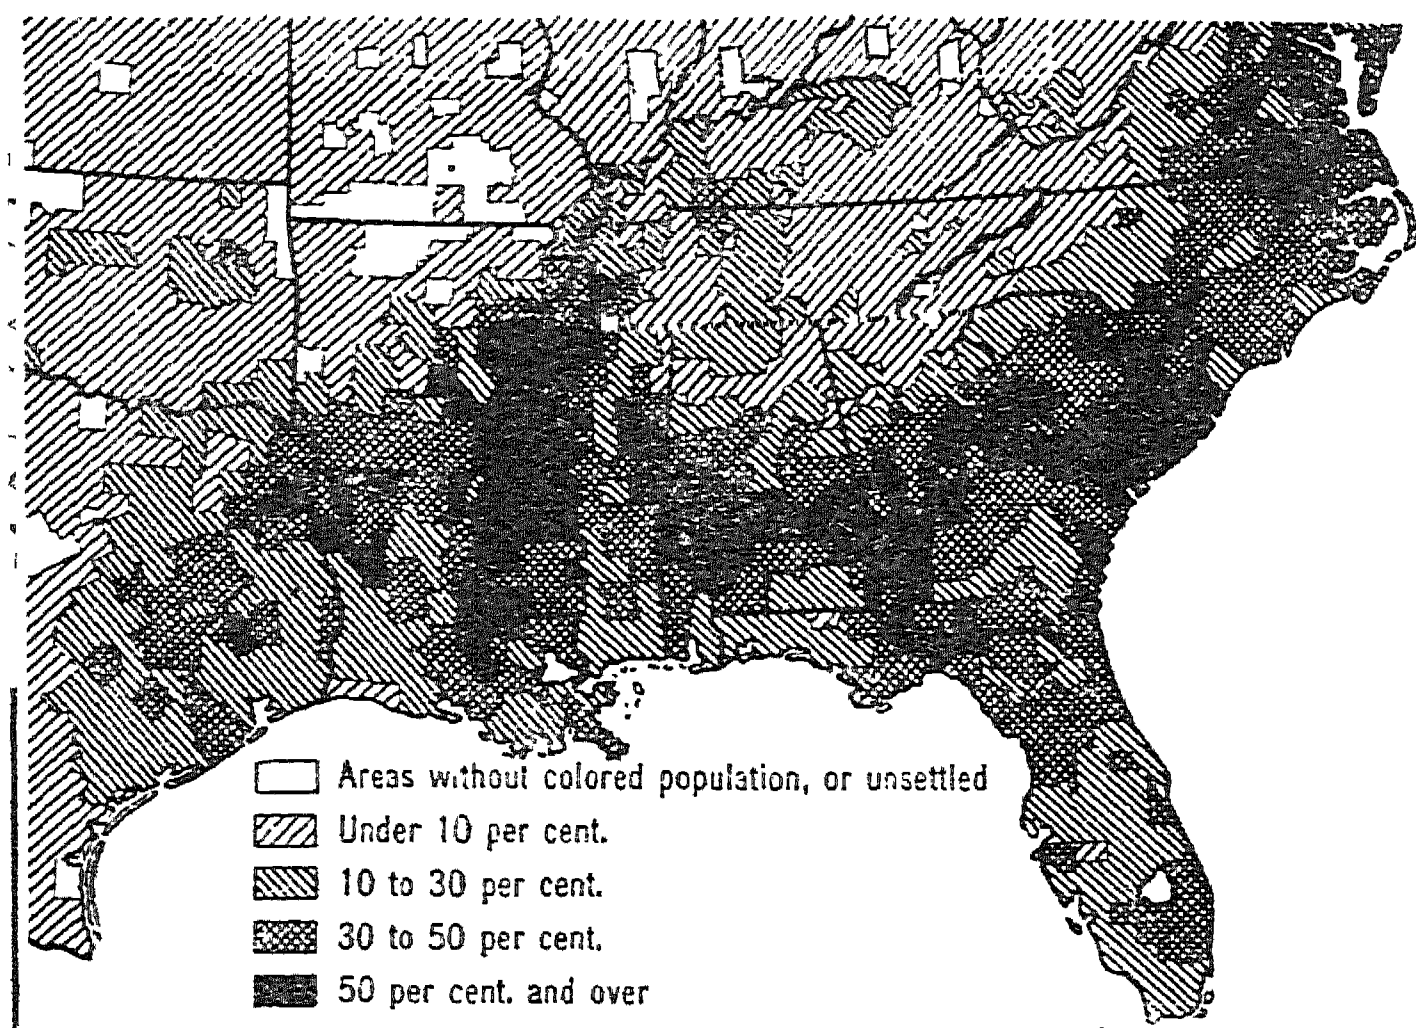 Areas without colored population, or unsettled
Under 10 per cent.
10 to 30 per cent.
30 to 50 per cent.
50 per cent. and over